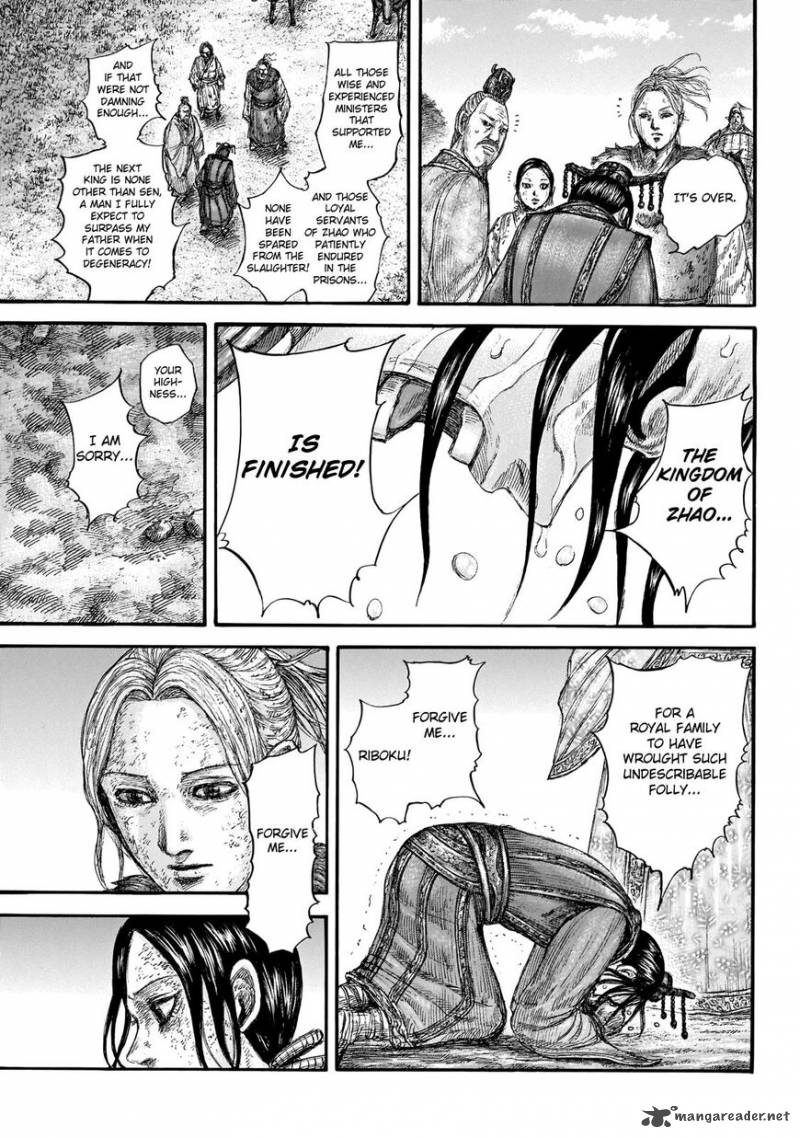 IT'S OVER.
ALL THOSE
WISE AND
EXPERIENCED
MINISTERS
THAT
SUPPORTED
ME...
AND THOSE
LOYAL
SERVANTS
OF ZHAO WHO
PATIENTLY
ENDURED
IN THE
PRISONS...
NONE
HAVE
BEEN
SPARED
FROM THE
SLAUGHTER!
AND
IF THAT
WERE NOT
DAMNING
ENOUGH...
THE NEXT
KING IS NONE
OTHER THAN SEN,
A MAN I FULLY
EXPECT TO
SURPASS MY
FATHER WHEN
IT COMES TO
DEGENERACY!
THE
KINGDOM
OF
ZHAO...
IS
FINISHED!
YOUR
HIGH-
NESS...
I AM
SORRY...
FOR A
ROYAL FAMILY
TO HAVE
WROUGHT SUCH
UNDESCRIBABLE
FOLLY...
FORGIVE
ME...
RIBOKU!
FORGIVE
ME...
mangareader.net